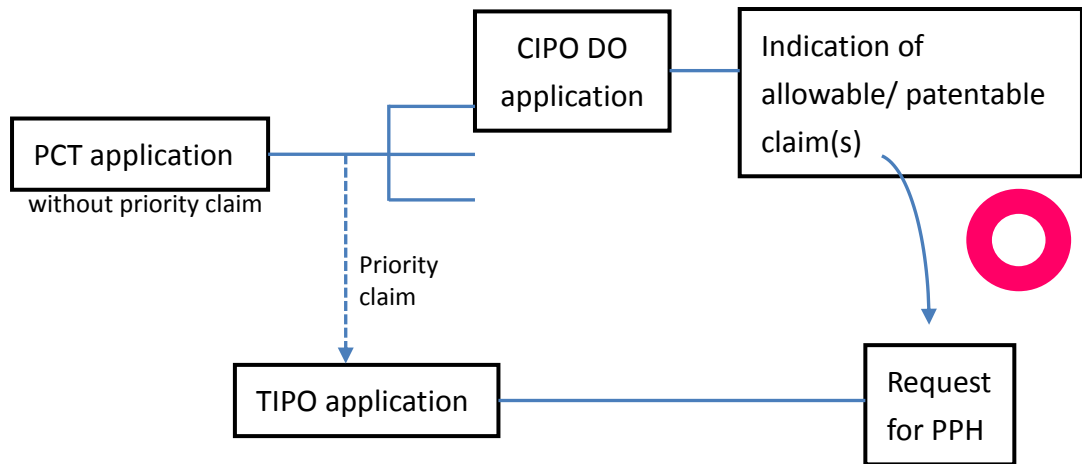 CIPO DO
application
Indication of
allowable/ patentable
claim(s)
PCT application
without priority claim
Priority
claim
TIPO application
Request
for PPH